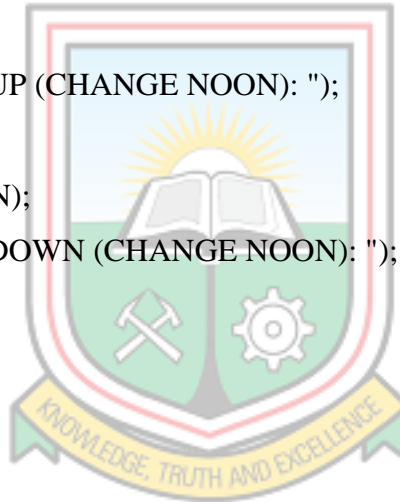 UP (CHANGE NOON): ");
N);
DOWN (CHANGE NOON): ");
KNOWLEDGE, TRUTH AND EXCELLENCE